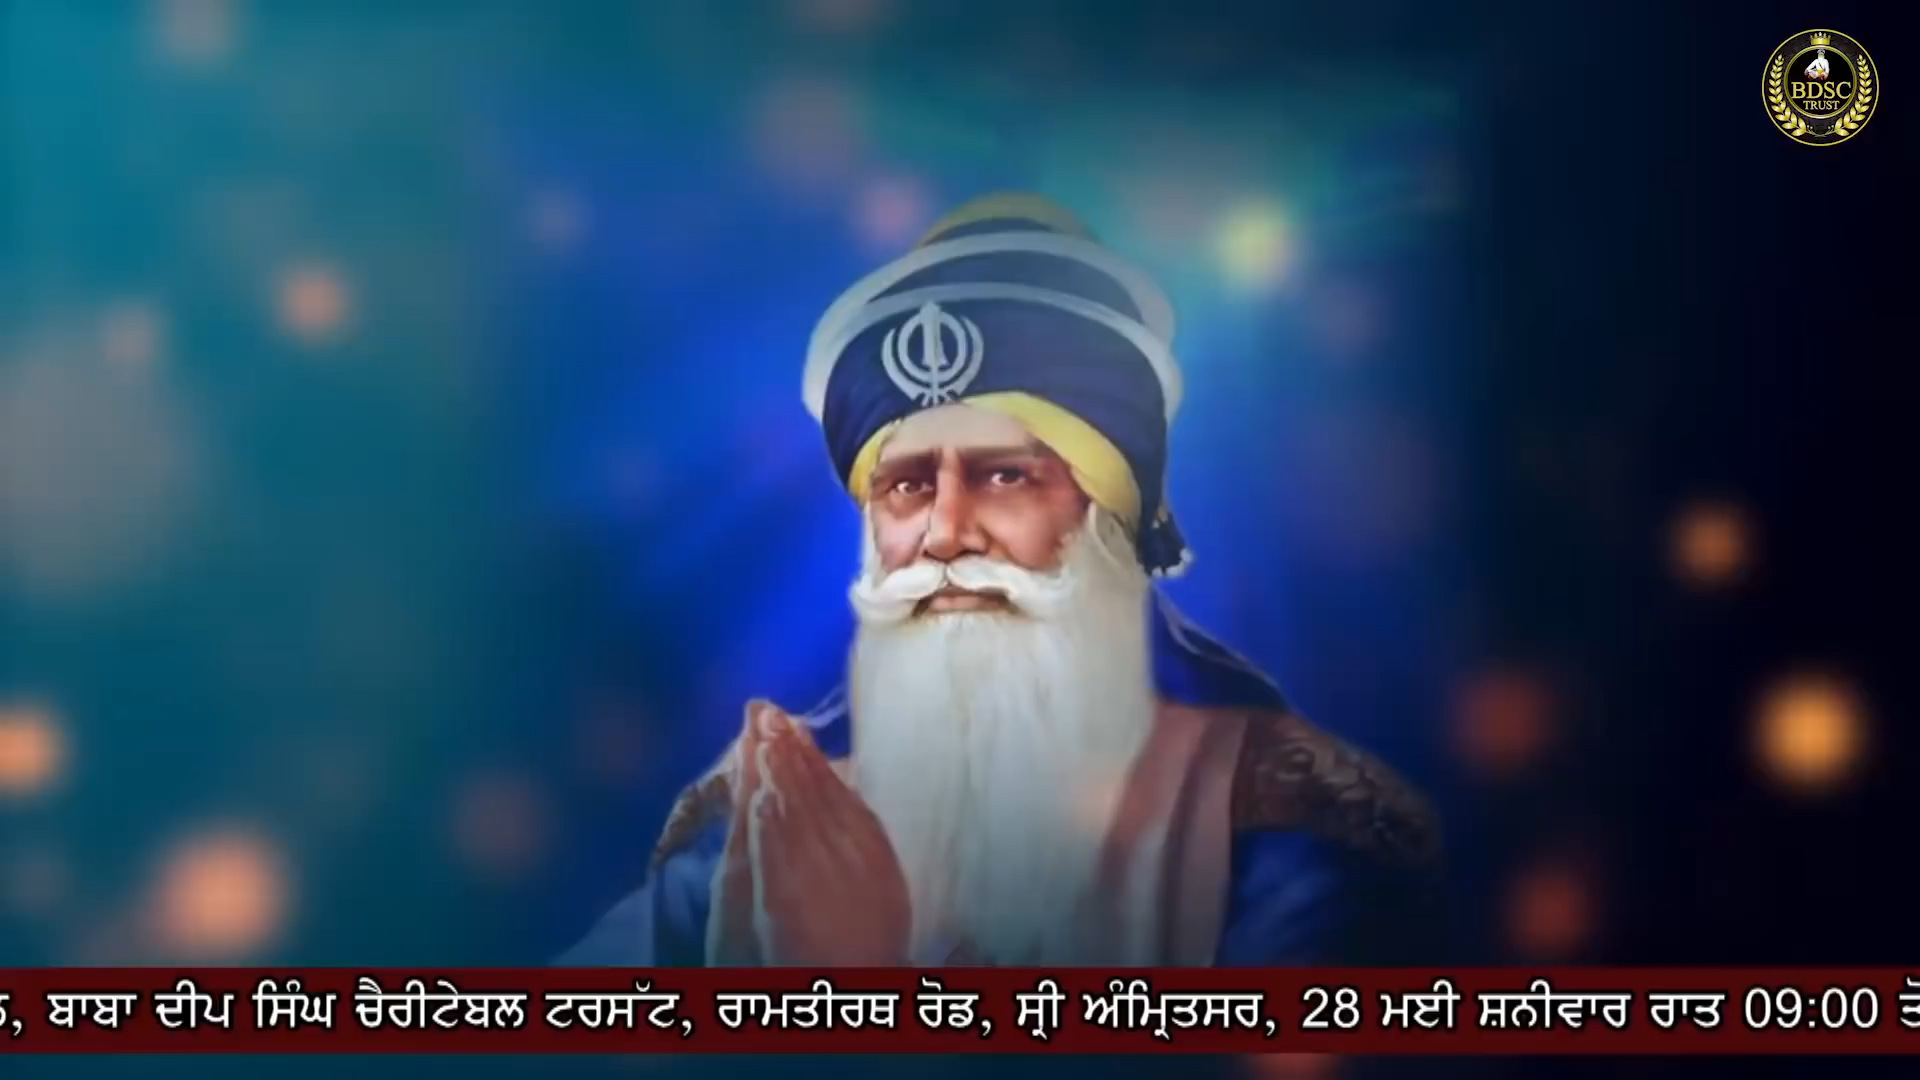 BDSC
TRUST
ਬਾਬਾ ਦੀਪ ਸਿੰਘ ਚੈਰੀਟੇਬਲ ਟਰਸੱਟ, ਰਾਮਤੀਰਥ ਰੋਡ, ਸ੍ਰੀ ਅੰਮ੍ਰਿਤਸਰ, 28 ਮਈ ਸ਼ਨੀਵਾਰ ਰਾਤ 09:00